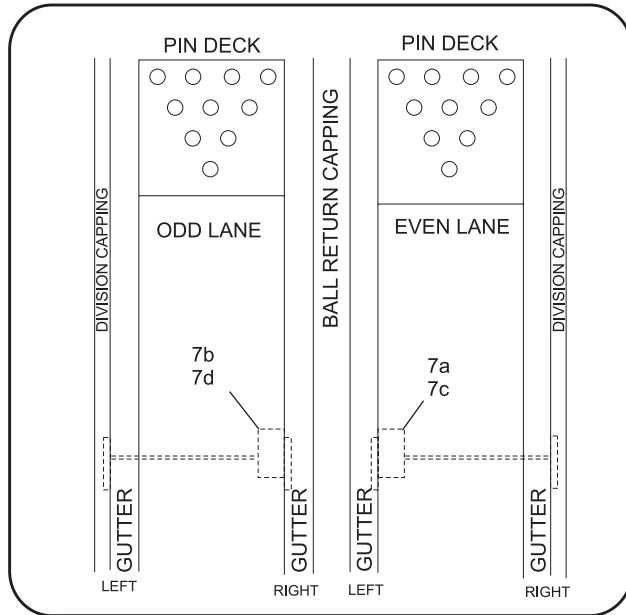 PIN DECK
PIN DECK
DIVISION CAPPING
ODD LANE
BALL RETURN CAPPING
EVEN LANE
DIVISION CAPPING
7b
7d
7a
7c
GUTTER
GUTTER
GUTTER
GUTTER
LEFT
RIGHT
LEFT
RIGHT